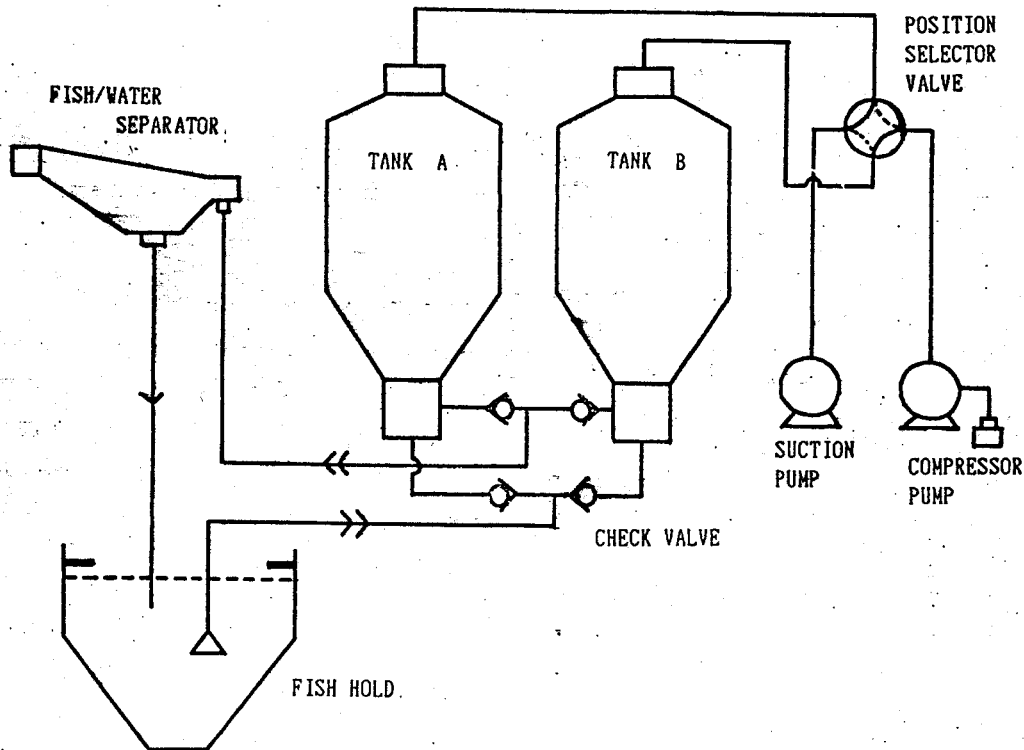 POSITION
SELECTOR
VALVE
FISH/WATER
SEPARATOR
TANK A
TANK B
SUCTION
PUMP
COMPRESSOR
PUMP
CHECK VALVE
FISH HOLD